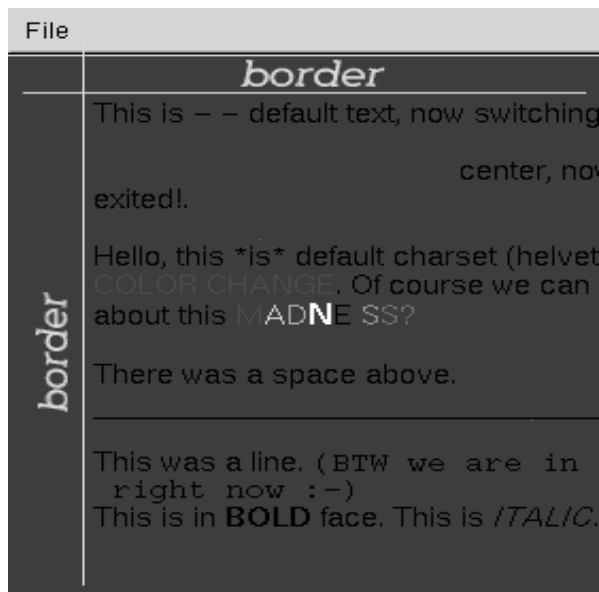 File
border
This is – – default text, now switching
center, now
exited!.
Hello, this *is* default charset (helvet
COLOR CHANGE. Of course we can
about this MADNE SS?
border
There was a space above.
This was a line. (BTW we are in
right now :-)
This is in BOLD face. This is ITALIC.